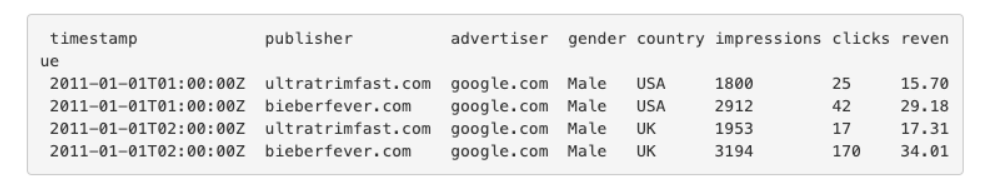 timestamp publisher advertiser gender country impressions clicks reven
ue
2011-01-01T01:00:00Z ultratrimfast.com google.com Male USA 1800 25 15.70
2011-01-01T01:00:00Z bieberfever.com google.com Male USA 2912 42 29.18
2011-01-01T02:00:00Z ultratrimfast.com google.com Male UK 1953 17 17.31
2011-01-01T02:00:00Z bieberfever.com google.com Male UK 3194 170 34.01